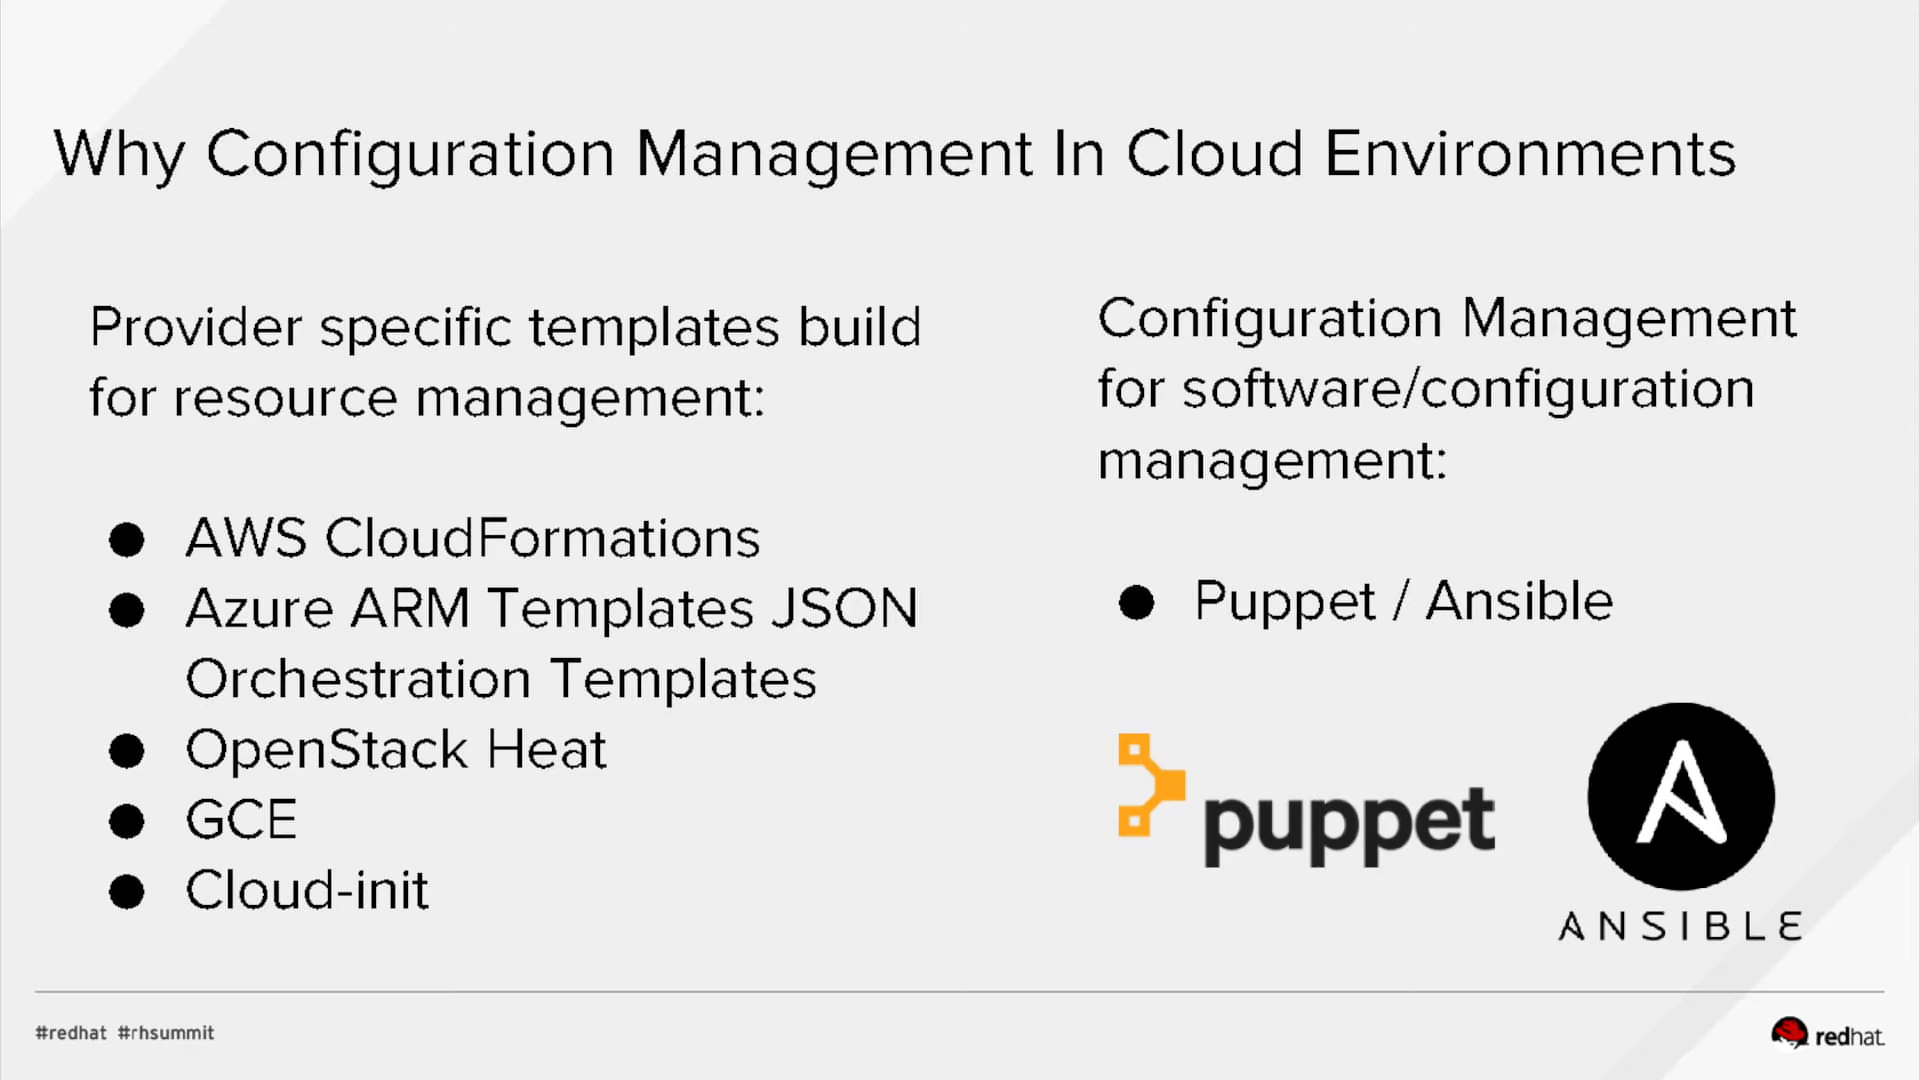 Why Configuration Management In Cloud Environments
Provider specific templates build
for resource management:
● AWS CloudFormations
● Azure ARM Templates JSON
Orchestration Templates
● OpenStack Heat
● GCE
● Cloud-init
Configuration Management
for software/configuration
management:
● Puppet / Ansible
puppet
ANSIBLE
#redhat #rhsummit
redhat.